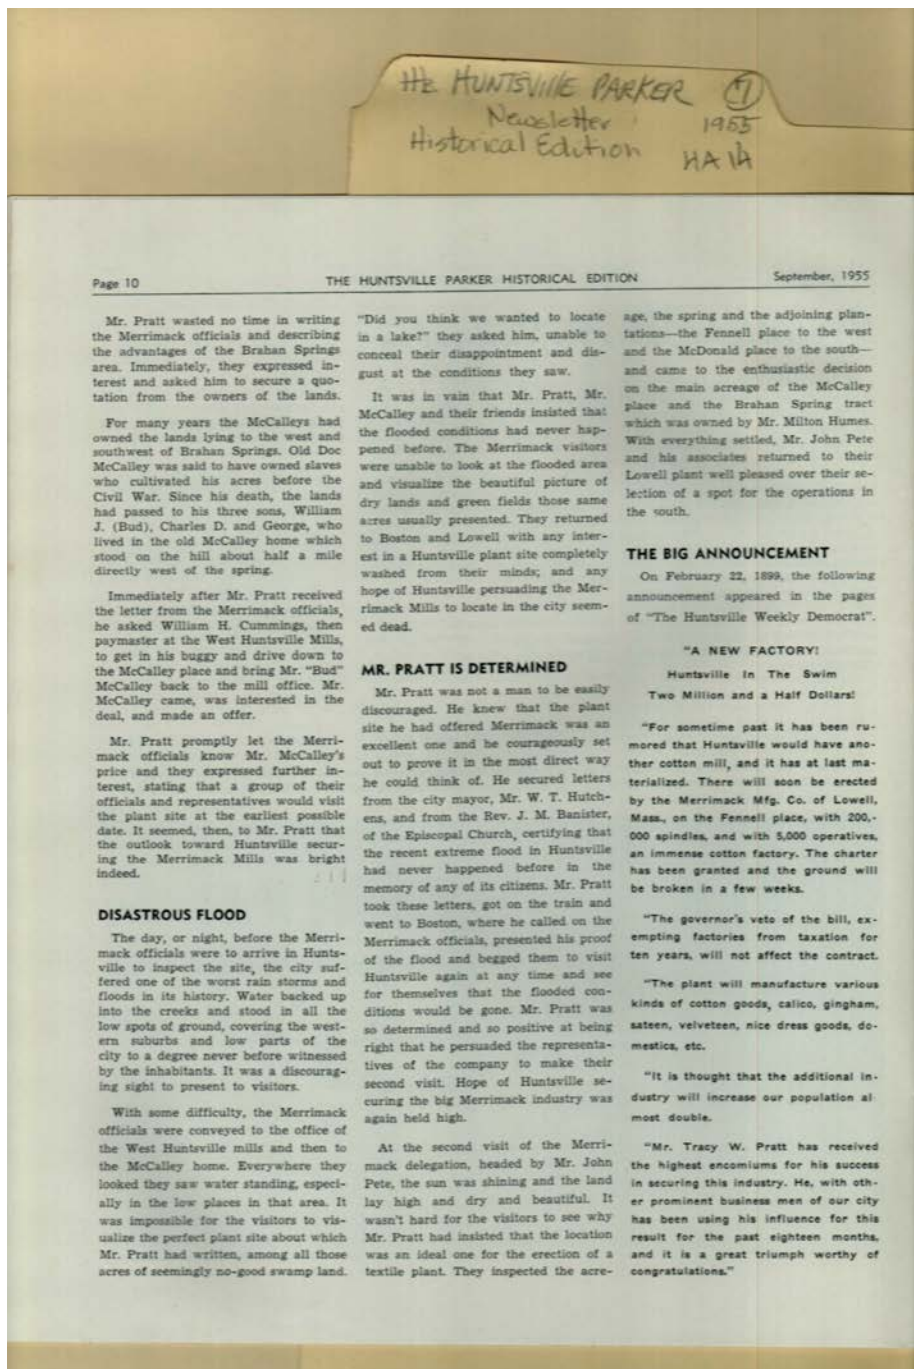 THE HUNTSVILLE PARKER 7
Newsletter 1955
Historical Edition HA 14
Page 10 THE HUNTSVILLE PARKER HISTORICAL EDITION September, 1955
Mr. Pratt wasted no time in writing
the Merrimack officials and describing
the advantages of the Brahan Springs
area. Immediately, they expressed in-
terest and asked him to secure a quo-
tation from the owners of the lands.
For many years the McCalleys had
owned the lands lying to the west and
southwest of Brahan Springs. Old Doc
McCalley was said to have owned slaves
who cultivated his acres before the
Civil War. Since his death, the lands
had passed to his three sons, William
J. (Bud), Charles D. and George, who
lived in the old McCalley home which
stood on the hill about half a mile
directly west of the spring.
Immediately after Mr. Pratt received
the letter from the Merrimack officials,
he asked William H. Cummings, then
paymaster at the West Huntsville Mills,
to get in his buggy and drive down to
the McCalley place and bring Mr. "Bud"
McCalley back to the mill office. Mr.
McCalley came, was interested in the
deal, and made an offer.
Mr. Pratt promptly let the Merri-
mack officials know Mr. McCalley's
price and they expressed further in-
terest, stating that a group of their
officials and representatives would visit
the plant site at the earliest possible
date. It seemed, then, to Mr. Pratt that
the outlook toward Huntsville secur-
ing the Merrimack Mills was bright
indeed.
DISASTROUS FLOOD
The day, or night, before the Merri-
mack officials were to arrive in Hunts-
ville to inspect the site, the city suf-
fered one of the worst rain storms and
floods in its history. Water backed up
into the creeks and stood in all the
low spots of ground, covering the west-
ern suburbs and low parts of the
city to a degree never before witnessed
by the inhabitants. It was a discourag-
ing sight to present to visitors.
With some difficulty, the Merrimack
officials were conveyed to the office of
the West Huntsville mills and then to
the McCalley home. Everywhere they
looked they saw water standing, especi-
ally in the low places in that area. It
was impossible for the visitors to vis-
ualize the perfect plant site about which
Mr. Pratt had written, among all those
acres of seemingly no-good swamp land.
"Did you think we wanted to locate
in a lake?" they asked him, unable to
conceal their disappointment and dis-
gust at the conditions they saw.
It was in vain that Mr. Pratt, Mr.
McCalley and their friends insisted that
the flooded conditions had never hap-
pened before. The Merrimack visitors
were unable to look at the flooded area
and visualize the beautiful picture of
dry lands and green fields those same
acres usually presented. They returned
to Boston and Lowell with any inter-
est in a Huntsville plant site completely
washed from their minds; and any
hope of Huntsville persuading the Mer-
rimack Mills to locate in the city seem-
ed dead.
MR. PRATT IS DETERMINED
Mr. Pratt was not a man to be easily
discouraged. He knew that the plant
site he had offered Merrimack was an
excellent one and he courageously set
out to prove it in the most direct way
he could think of. He secured letters
from the city mayor, Mr. W. T. Hutch-
ens, and from the Rev. J. M. Banister,
of the Episcopal Church, certifying that
the recent extreme flood in Huntsville
had never happened before in the
memory of any of its citizens. Mr. Pratt
took these letters, got on the train and
went to Boston, where he called on the
Merrimack officials, presented his proof
of the flood and begged them to visit
Huntsville again at any time and see
for themselves that the flooded con-
ditions would be gone. Mr. Pratt was
so determined and so positive at being
right that he persuaded the representa-
tives of the company to make their
second visit. Hope of Huntsville se-
curing the big Merrimack industry was
again held high.
At the second visit of the Merri-
mack delegation, headed by Mr. John
Pete, the sun was shining and the land
lay high and dry and beautiful. It
wasn't hard for the visitors to see why
Mr. Pratt had insisted that the location
was an ideal one for the erection of a
textile plant. They inspected the acre-
age, the spring and the adjoining plan-
tations—the Fennell place to the west
and the McDonald place to the south—
and came to the enthusiastic decision
on the main acreage of the McCalley
place and the Brahan Spring tract
which was owned by Mr. Milton Humes.
With everything settled, Mr. John Pete
and his associates returned to their
Lowell plant well pleased over their se-
lection of a spot for the operations in
the south.
THE BIG ANNOUNCEMENT
On February 22, 1899, the following
announcement appeared in the pages
of "The Huntsville Weekly Democrat".
"A NEW FACTORY!
Huntsville In The Swim
Two Million and a Half Dollars!
"For sometime past it has been ru-
mored that Huntsville would have ano-
ther cotton mill, and it has at last ma-
terialized. There will soon be erected
by the Merrimack Mfg. Co. of Lowell,
Mass., on the Fennell place, with 200,-
000 spindles, and with 5,000 operatives,
an immense cotton factory. The charter
has been granted and the ground will
be broken in a few weeks.
"The governor's veto of the bill, ex-
empting factories from taxation for
ten years, will not affect the contract.
"The plant will manufacture various
kinds of cotton goods, calico, gingham,
sateen, velveteen, nice dress goods, do-
mestics, etc.
"It is thought that the additional in-
dustry will increase our population al
most double.
"Mr. Tracy W. Pratt has received
the highest encomiums for his success
in securing this industry. He, with oth-
er prominent business men of our city
has been using his influence for this
result for the past eighteen months,
and it is a great triumph worthy of
congratulations."